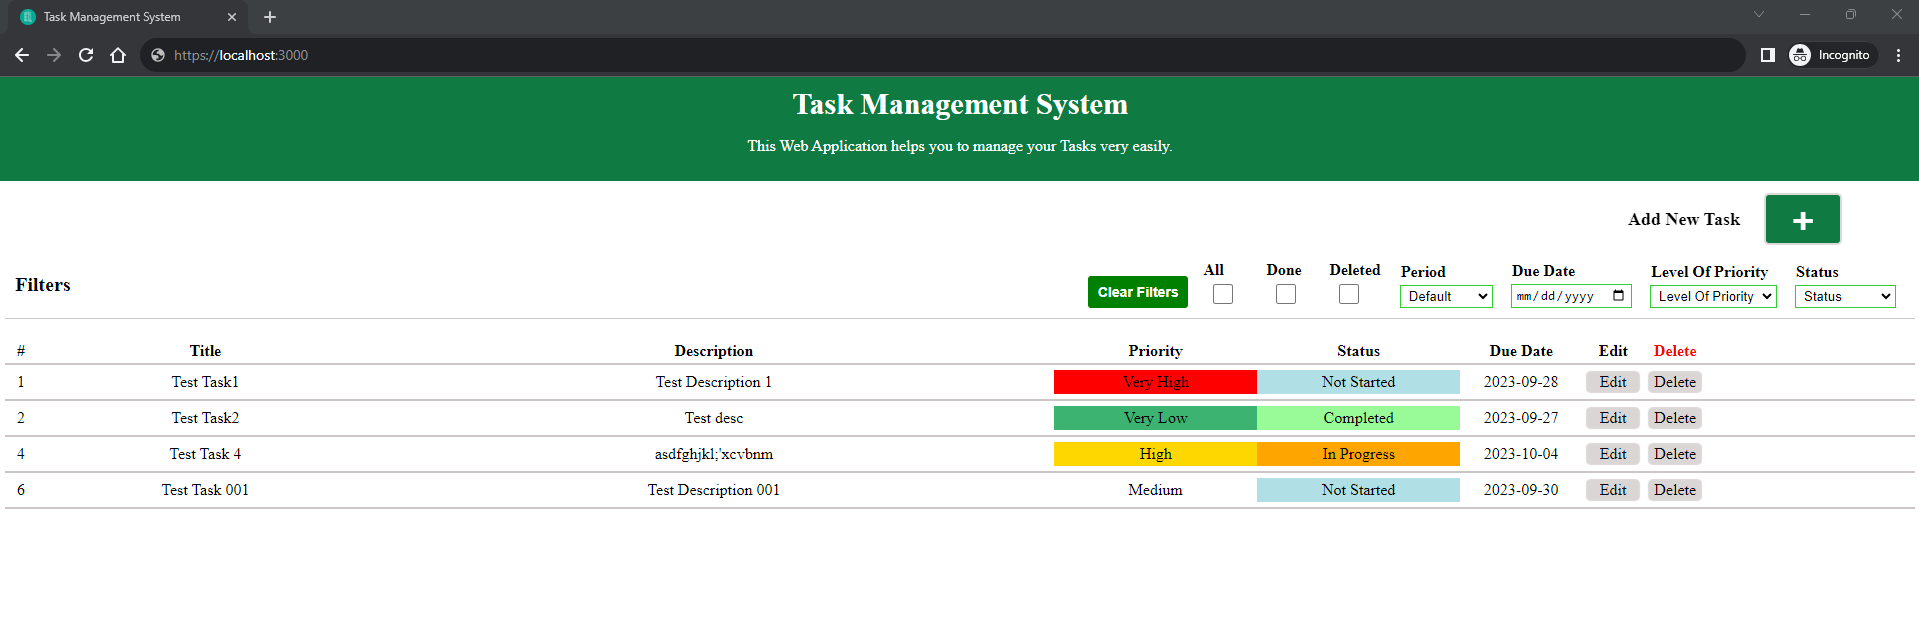 Task Management System
https://localhost:3000
Incognito
Task Management System
This Web Application helps you to manage your Tasks very easily.
Add New Task +
Filters
Clear Filters
All Done Deleted Period Due Date Level Of Priority Status
Default mm/dd/yyyy Level Of Priority Status
# Title Description Priority Status Due Date Edit Delete
1 Test Task1 Test Description 1 Very High Not Started 2023-09-28 Edit Delete
2 Test Task2 Test desc Very Low Completed 2023-09-27 Edit Delete
4 Test Task 4 asdfghjkl;'xcvbnm High In Progress 2023-10-04 Edit Delete
6 Test Task 001 Test Description 001 Medium Not Started 2023-09-30 Edit Delete